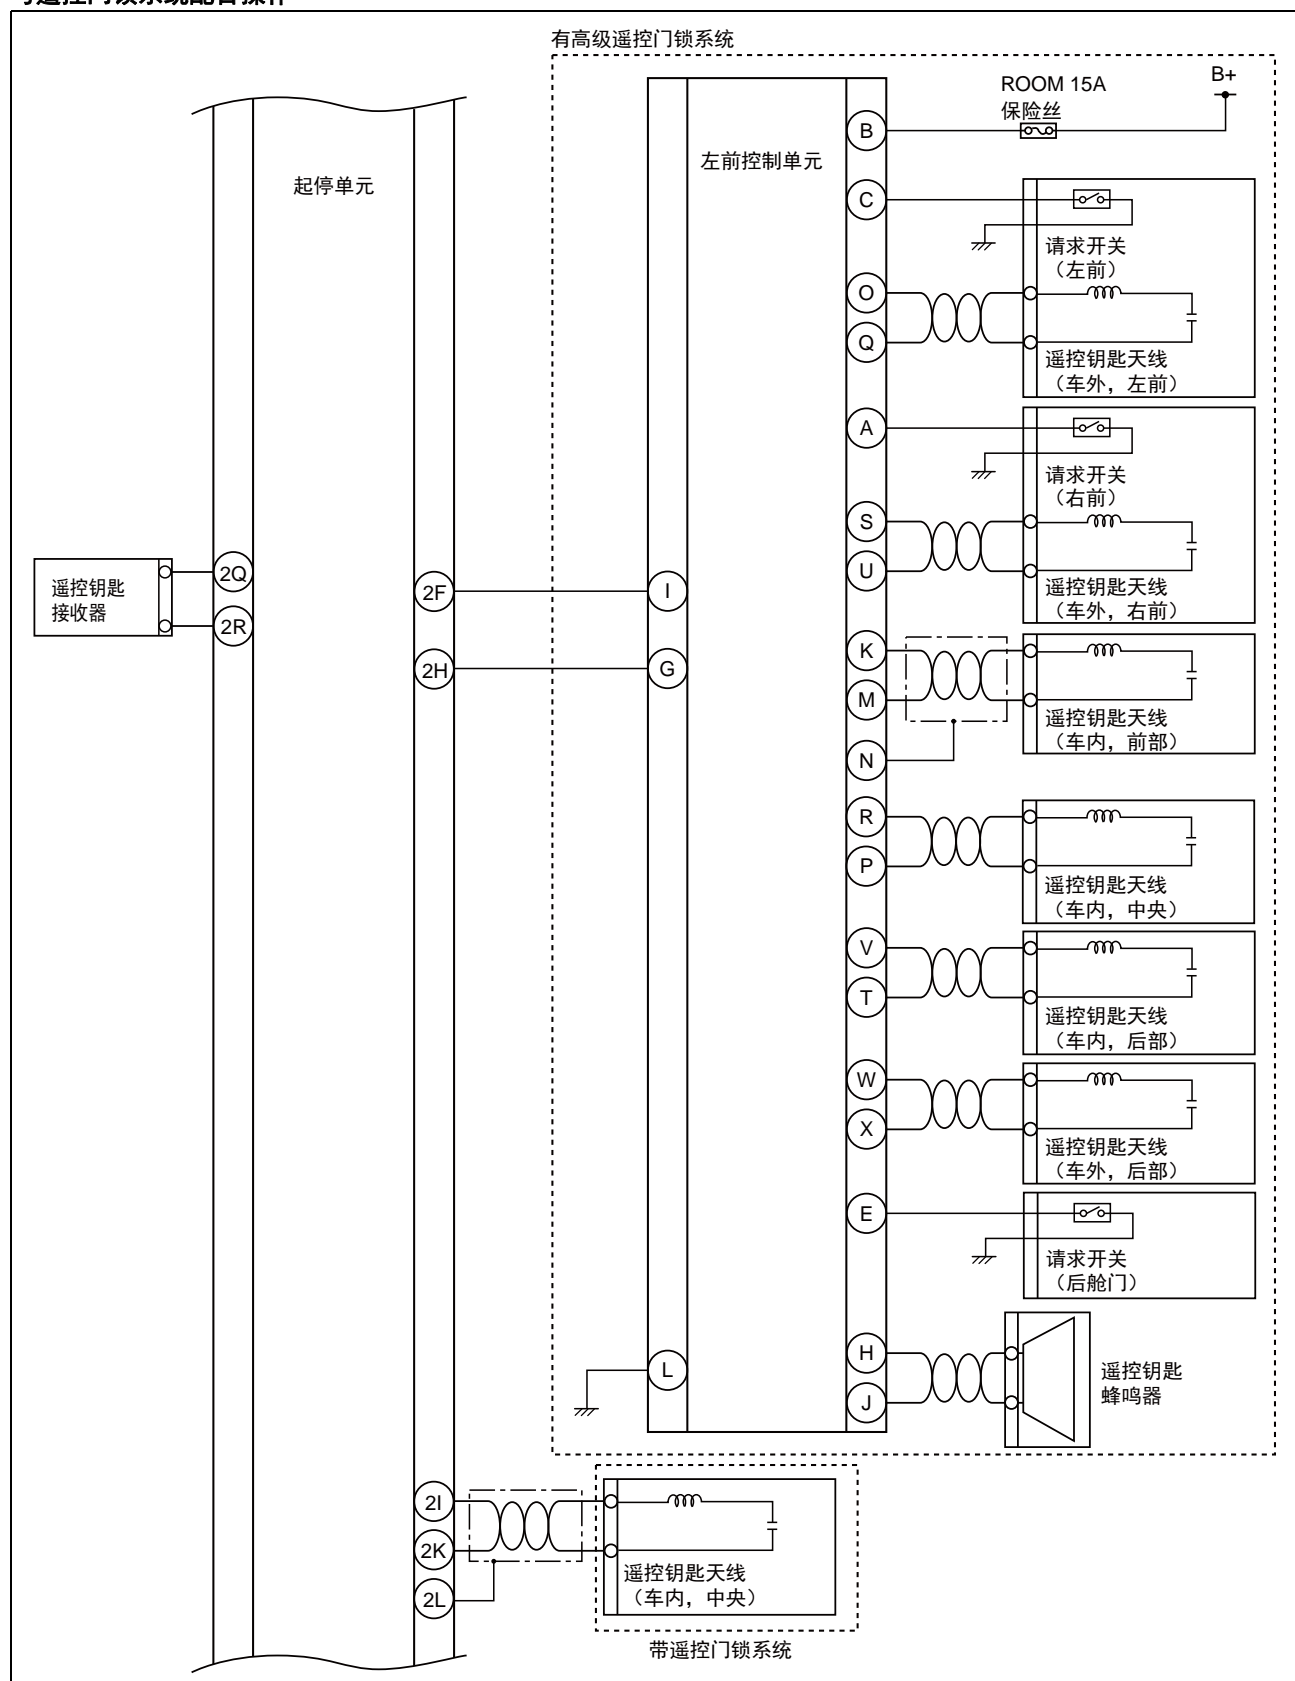 与遥控门锁系统配合操作
有高级遥控门锁系统
ROOM 15A
保险丝
B+
起停单元
左前控制单元
B
C
请求开关
（左前）
O
Q
遥控钥匙天线
（车外，左前）
A
请求开关
（右前）
S
U
遥控钥匙天线
（车外，右前）
遥控钥匙
接收器
2Q
2R
2F
2H
I
G
K
M
N
遥控钥匙天线
（车内，前部）
R
P
遥控钥匙天线
（车内，中央）
V
T
遥控钥匙天线
（车内，后部）
W
X
遥控钥匙天线
（车外，后部）
E
请求开关
（后舱门）
L
H
J
遥控钥匙
蜂鸣器
2I
2K
2L
遥控钥匙天线
（车内，中央）
带遥控门锁系统